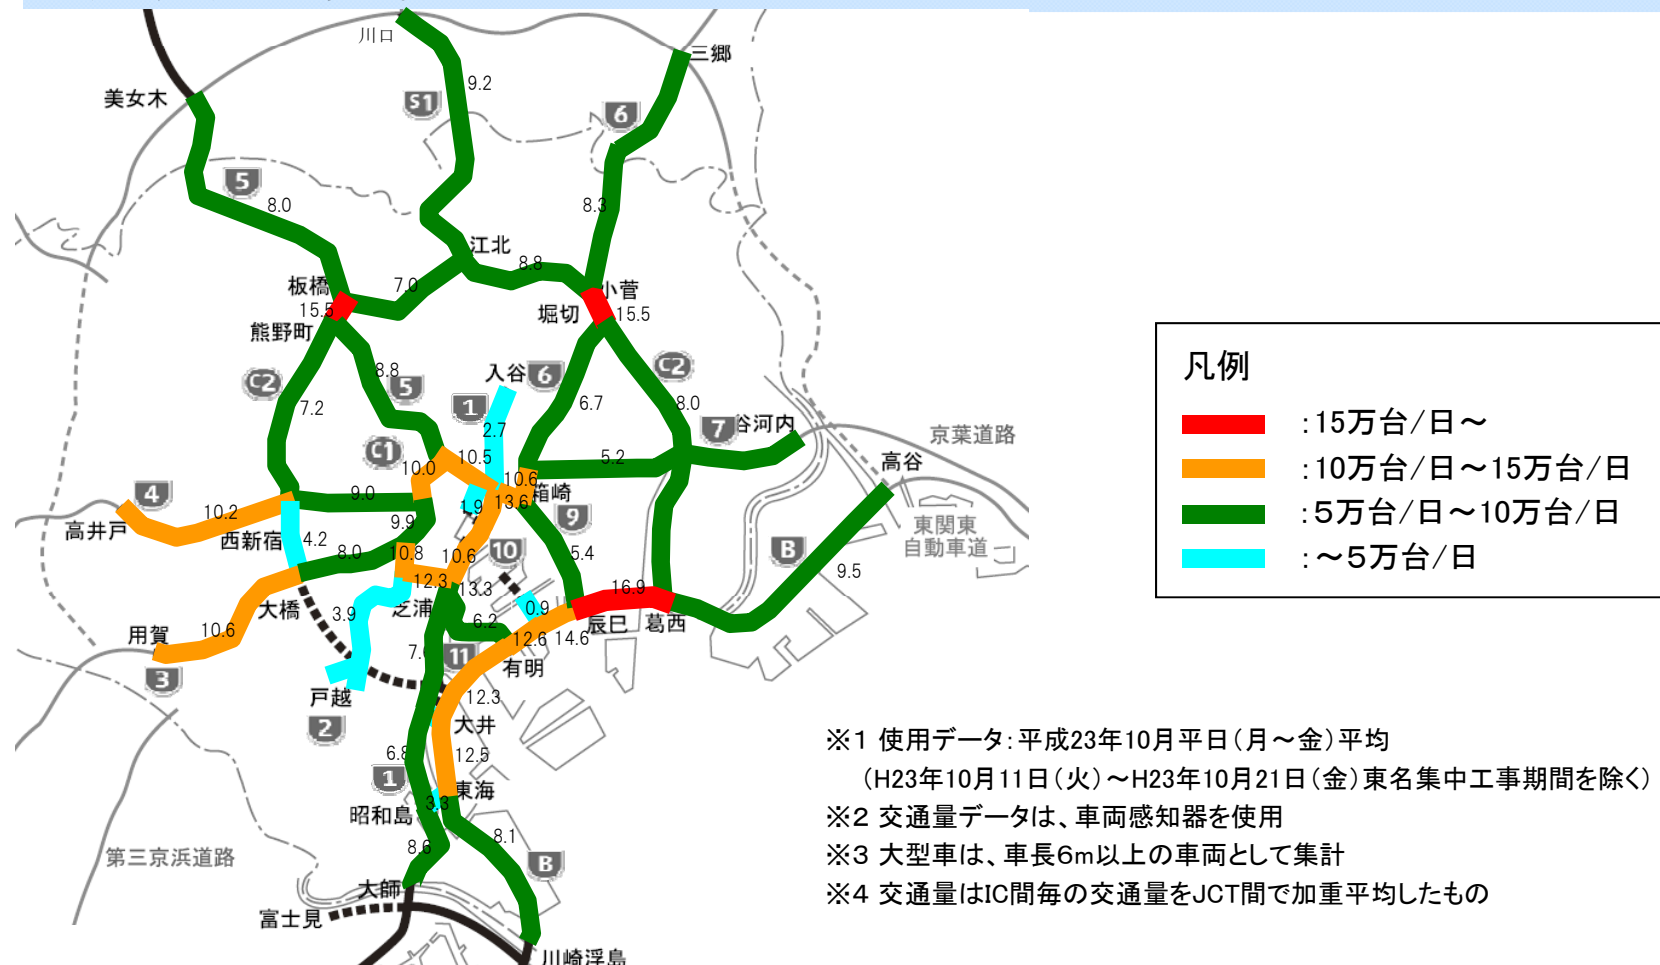 川口
三郷
9.2
美女木
S1
6
5
8.0
8.3
江北
8.8
板橋
7.0
小菅
15.5
堀切
15.5
熊野町
C2
8.8
5
入谷
6
C2
7.2
1
6.7
8.0
2.7
7
谷河内
京葉道路
C1
10.5
5.2
高谷
10.0
10.6
4
9.0
箱崎
13.6
1.9
高井戸
10.2
9.9
9
東関東
自動車道
西新宿
4.2
8.0
10.8
10.6
10
5.4
B
9.5
12.3
13.3
16.9
大橋
3.9
芝浦
0.9
辰巳
葛西
用賀
10.6
6.2
12.6
14.6
7.
11
有明
3
戸越
12.3
2
大井
6.8
12.5
1
東海
3.3
昭和島
8.1
8.6
第三京浜道路
B
大師
富士見
川崎浮島
凡例
:15万台/日～
:10万台/日～15万台/日
:５万台/日～10万台/日
:～５万台/日
※1 使用データ：平成23年10月平日（月～金）平均
（H23年10月11日（火）～H23年10月21日（金）東名集中工事期間を除く）
※2 交通量データは、車両感知器を使用
※3 大型車は、車長6m以上の車両として集計
※4 交通量はIC間毎の交通量をJCT間で加重平均したもの